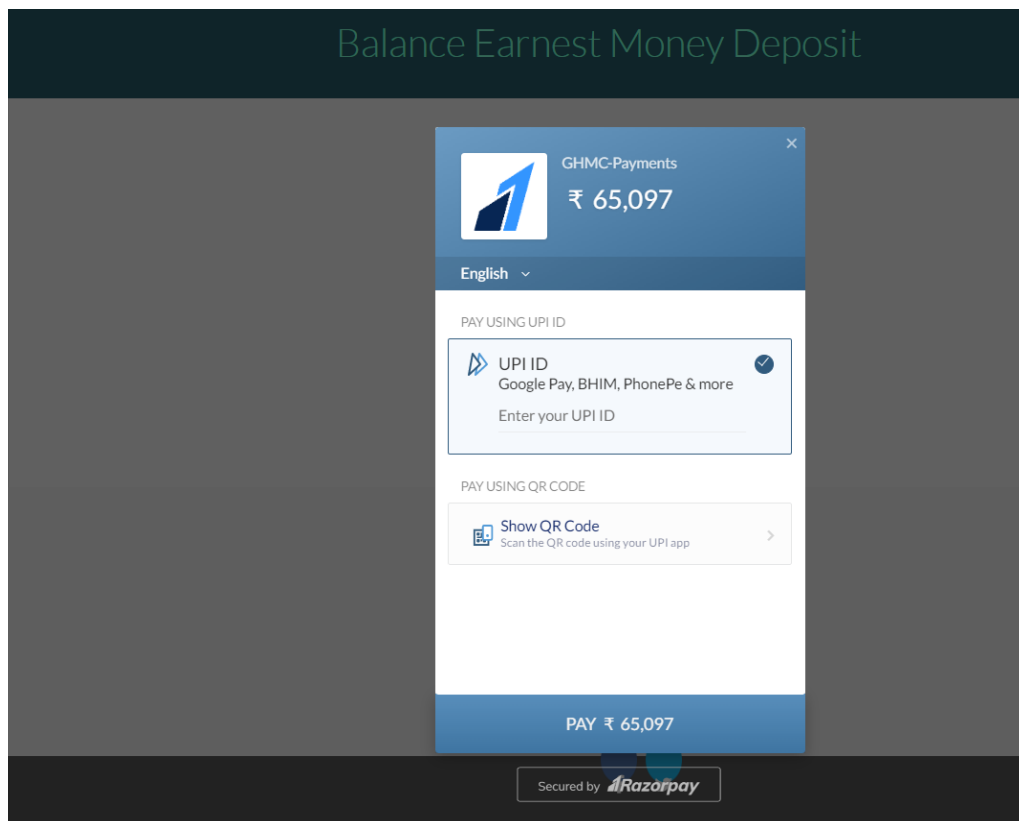 Balance Earnest Money Deposit
×
GHMC-Payments
₹ 65,097
English
PAY USING UPI ID
UPI ID
Google Pay, BHIM, PhonePe & more
Enter your UPI ID
PAY USING QR CODE
Show QR Code
Scan the QR code using your UPI app
PAY ₹ 65,097
Secured by Razorpay